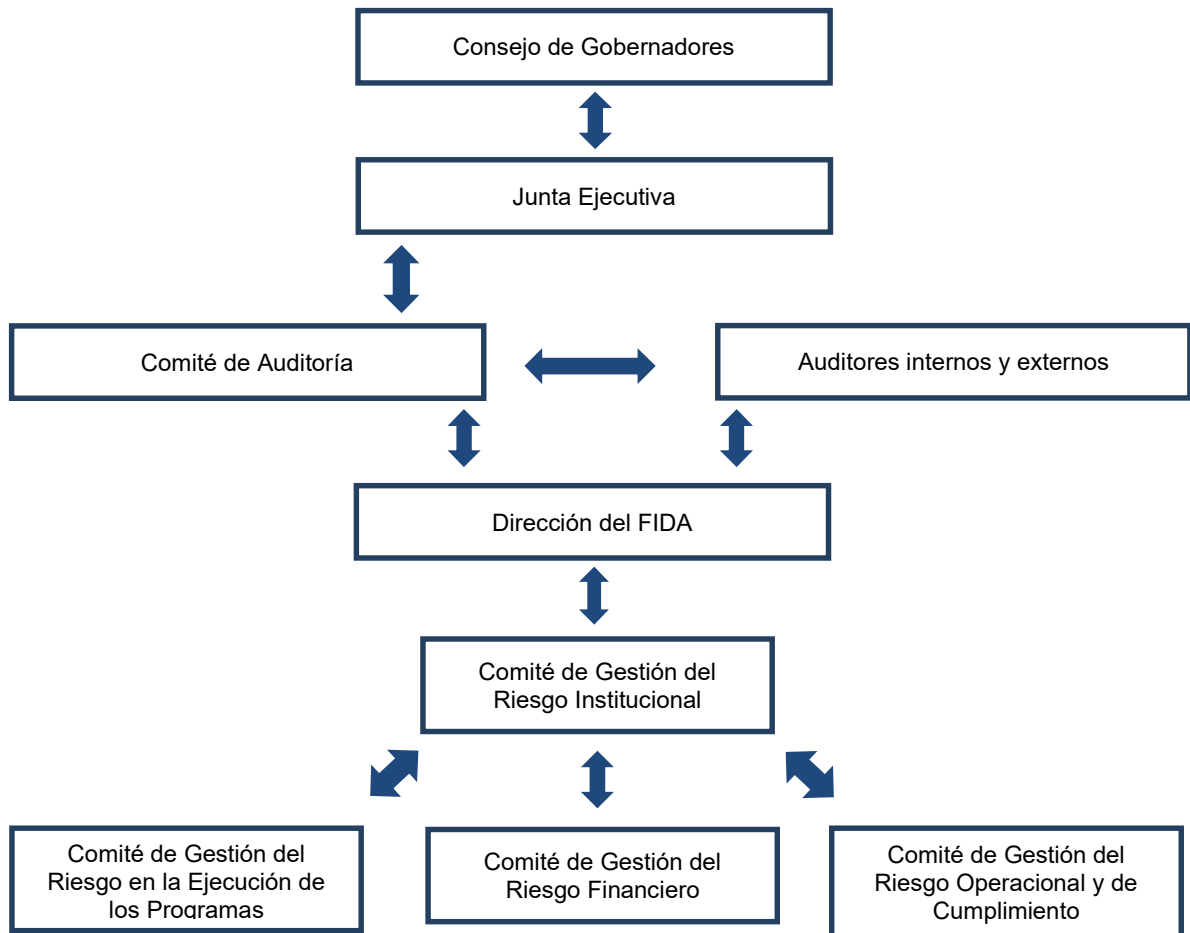 Consejo de Gobernadores
Junta Ejecutiva
Comité de Auditoría
Auditores internos y externos
Dirección del FIDA
Comité de Gestión del
Riesgo Institucional
Comité de Gestión del
Riesgo en la Ejecución de
los Programas
Comité de Gestión del
Riesgo Financiero
Comité de Gestión del
Riesgo Operacional y de
Cumplimiento